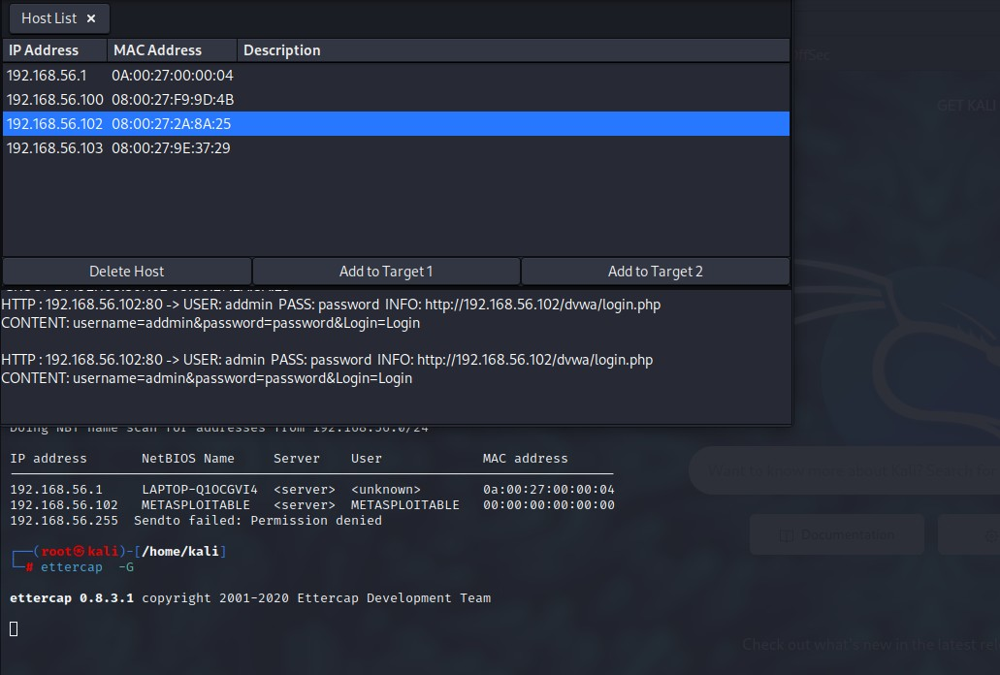 Host List ×
IP Address MAC Address Description
192.168.56.1 0A:00:27:00:00:04
192.168.56.100 08:00:27:F9:9D:4B
192.168.56.102 08:00:27:2A:8A:25
192.168.56.103 08:00:27:9E:37:29
Delete Host Add to Target 1 Add to Target 2
HTTP : 192.168.56.102:80 -> USER: addmin PASS: password INFO: http://192.168.56.102/dvwa/login.php
CONTENT: username=addmin&password=password&Login=Login
HTTP : 192.168.56.102:80 -> USER: admin PASS: password INFO: http://192.168.56.102/dvwa/login.php
CONTENT: username=admin&password=password&Login=Login
Doing NBT name scan for addresses from 192.168.56.0/24
IP address NetBIOS Name Server User MAC address
192.168.56.1 LAPTOP-Q1OCGVI4 <server> <unknown> 0a:00:27:00:00:04
192.168.56.102 METASPLOITABLE <server> METASPLOITABLE 00:00:00:00:00:00
192.168.56.255 Sendto failed: Permission denied
(root㉿kali)-[/home/kali]
# ettercap -G
ettercap 0.8.3.1 copyright 2001-2020 Ettercap Development Team
GET KALI
Documentation
Check out what's new in the latest